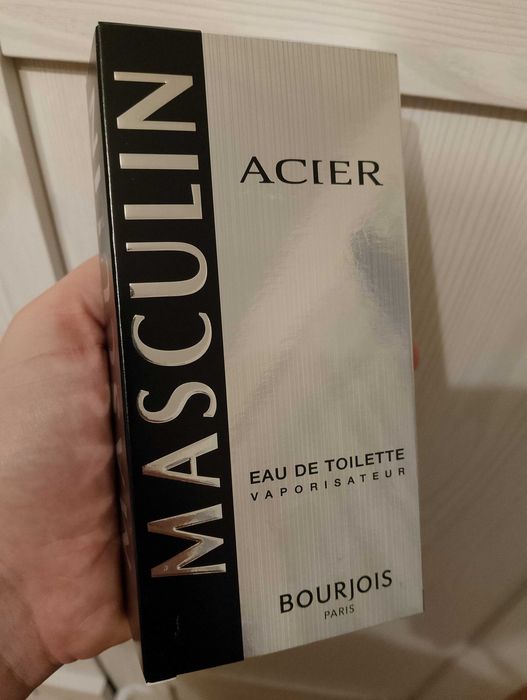 MASCULIN
ACIER
EAU DE TOILETTE
VAPORISATEUR
BOURJOIS
PARIS